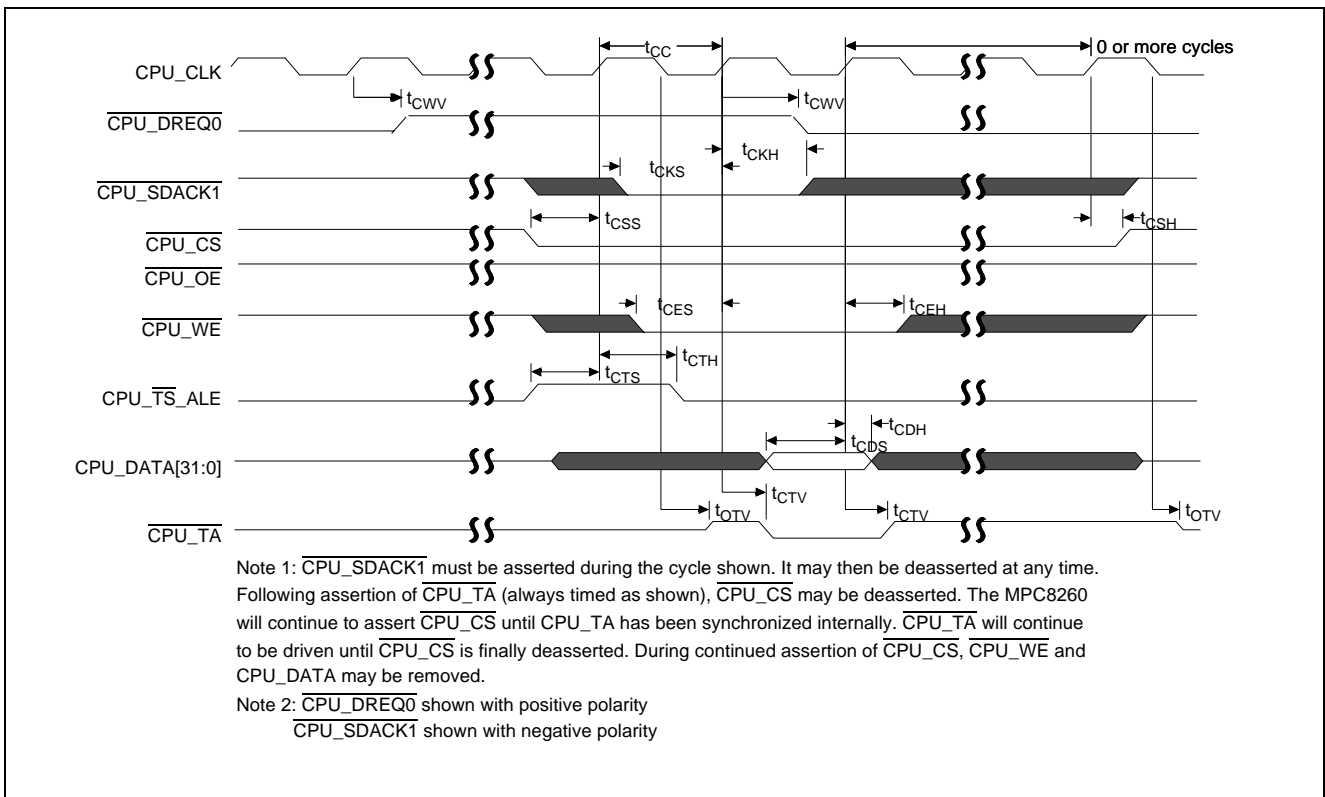 tCC
0 or more cycles
CPU_CLK
tCWV
tCWV
CPU_DREQ0
tCKH
tCKS
CPU_SDACK1
tCSS
tCSH
CPU_CS
CPU_OE
tCES
tCEH
CPU_WE
tCTH
tCTS
CPU_TS_ALE
tCDH
tCDS
CPU_DATA[31:0]
tCTV
tOTV
tCTV
tOTV
CPU_TA
Note 1: CPU_SDACK1 must be asserted during the cycle shown. It may then be deasserted at any time.
Following assertion of CPU_TA (always timed as shown), CPU_CS may be deasserted. The MPC8260
will continue to assert CPU_CS until CPU_TA has been synchronized internally. CPU_TA will continue
to be driven until CPU_CS is finally deasserted. During continued assertion of CPU_CS, CPU_WE and
CPU_DATA may be removed.
Note 2: CPU_DREQ0 shown with positive polarity
CPU_SDACK1 shown with negative polarity